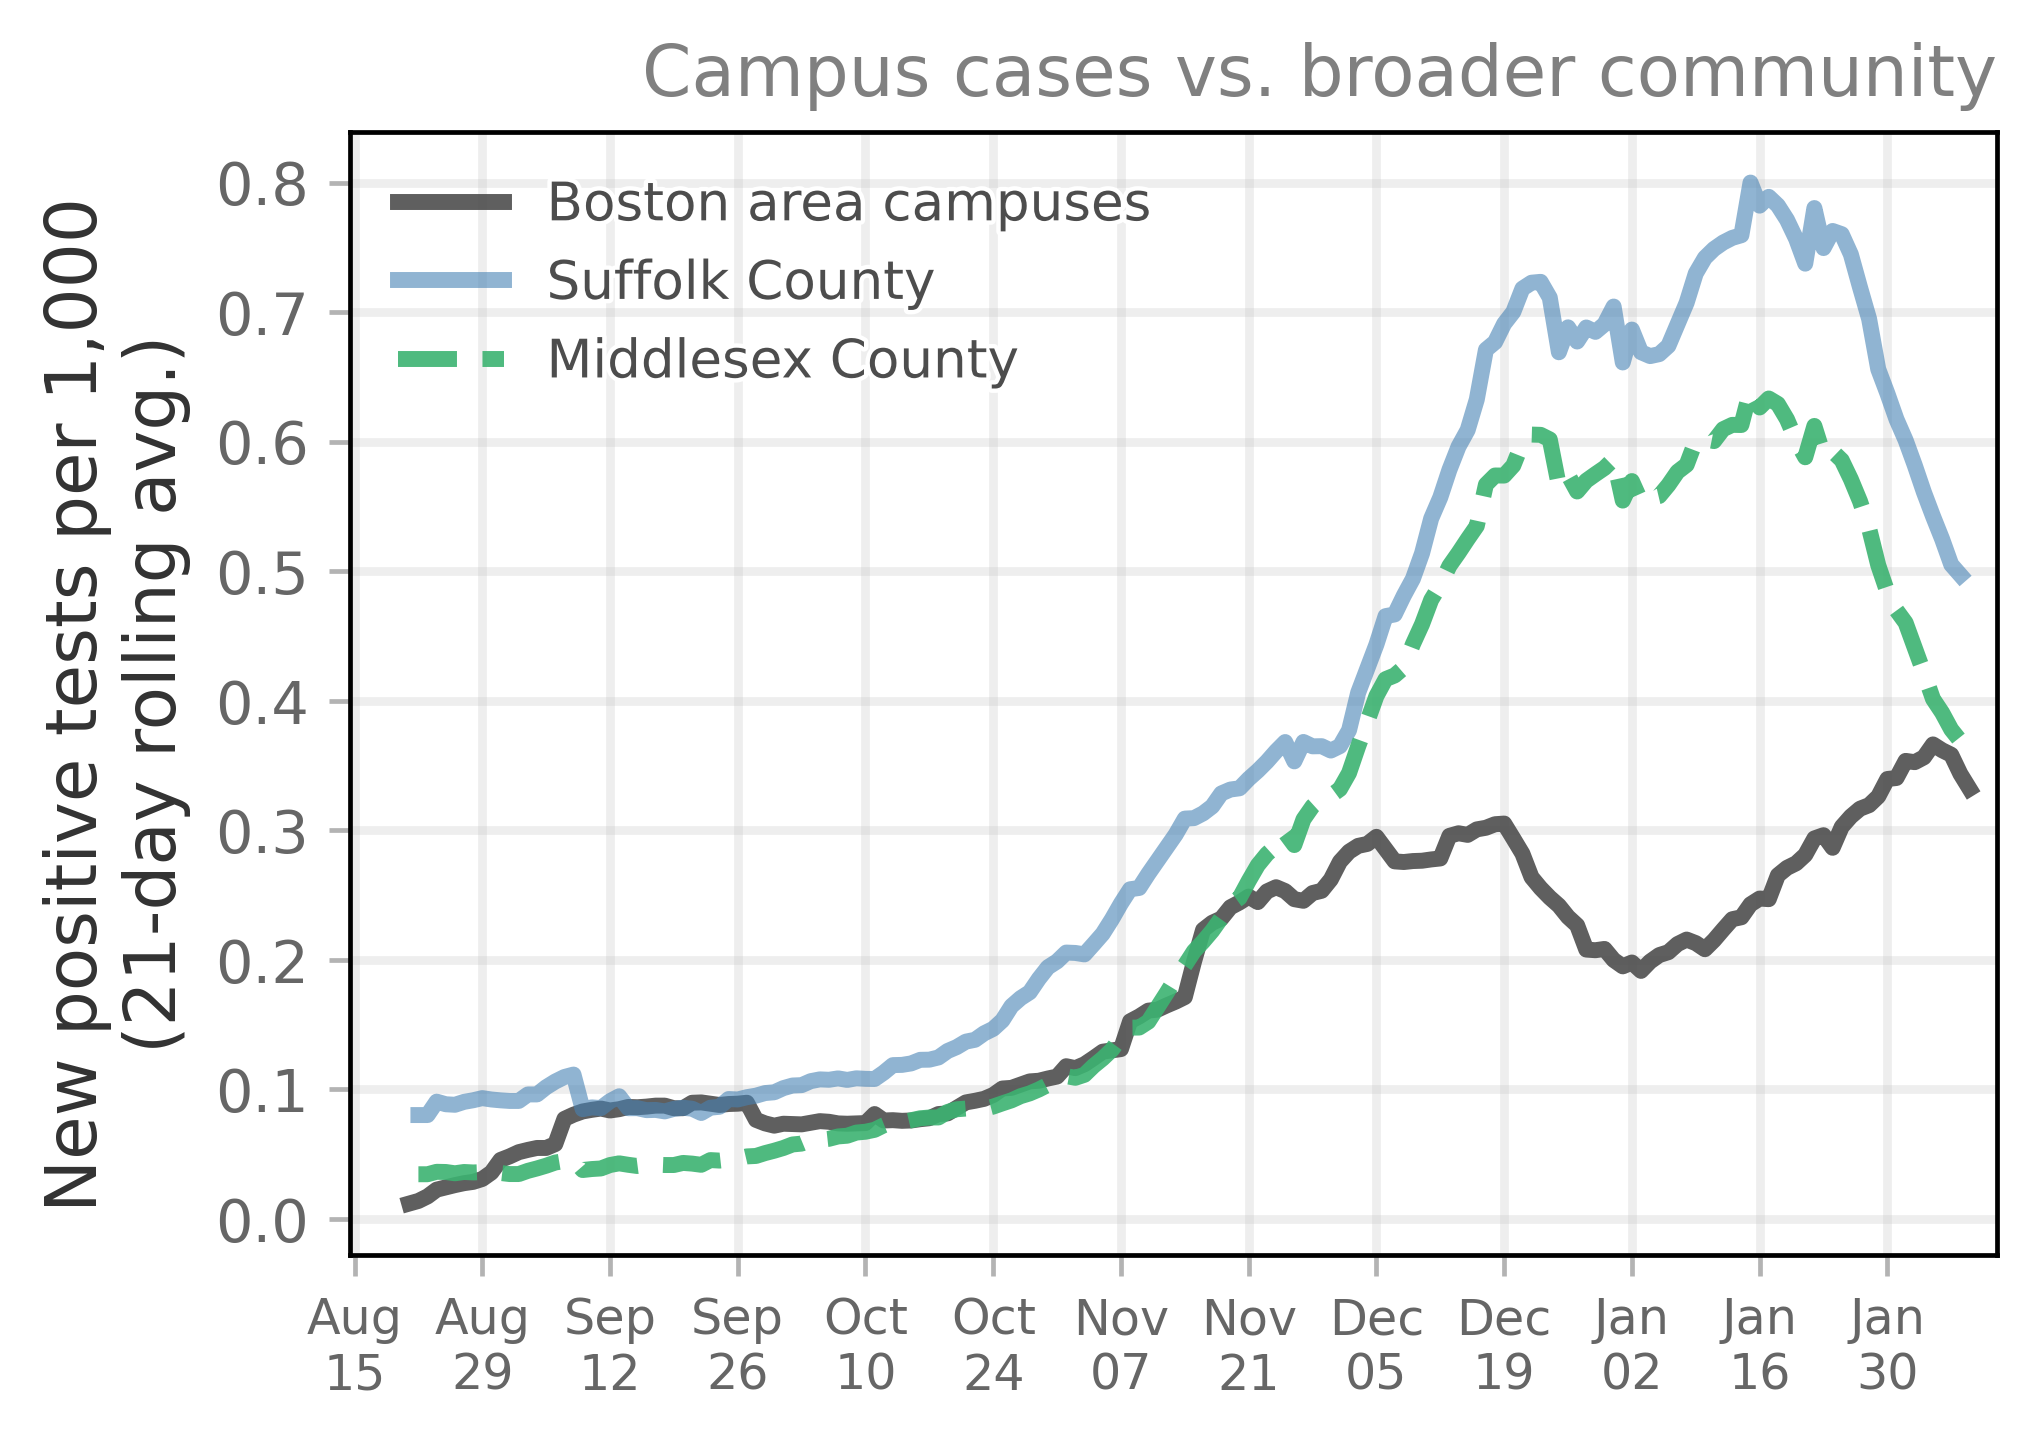 Campus cases vs. broader community
New positive tests per 1,000
(21-day rolling avg.)
0.8
0.7
0.6
0.5
0.4
0.3
0.2
0.1
0.0
Boston area campuses
Suffolk County
Middlesex County
Aug Aug Sep Sep Oct Oct Nov Nov Dec Dec Jan Jan Jan
15 29 12 26 10 24 07 21 05 19 02 16 30